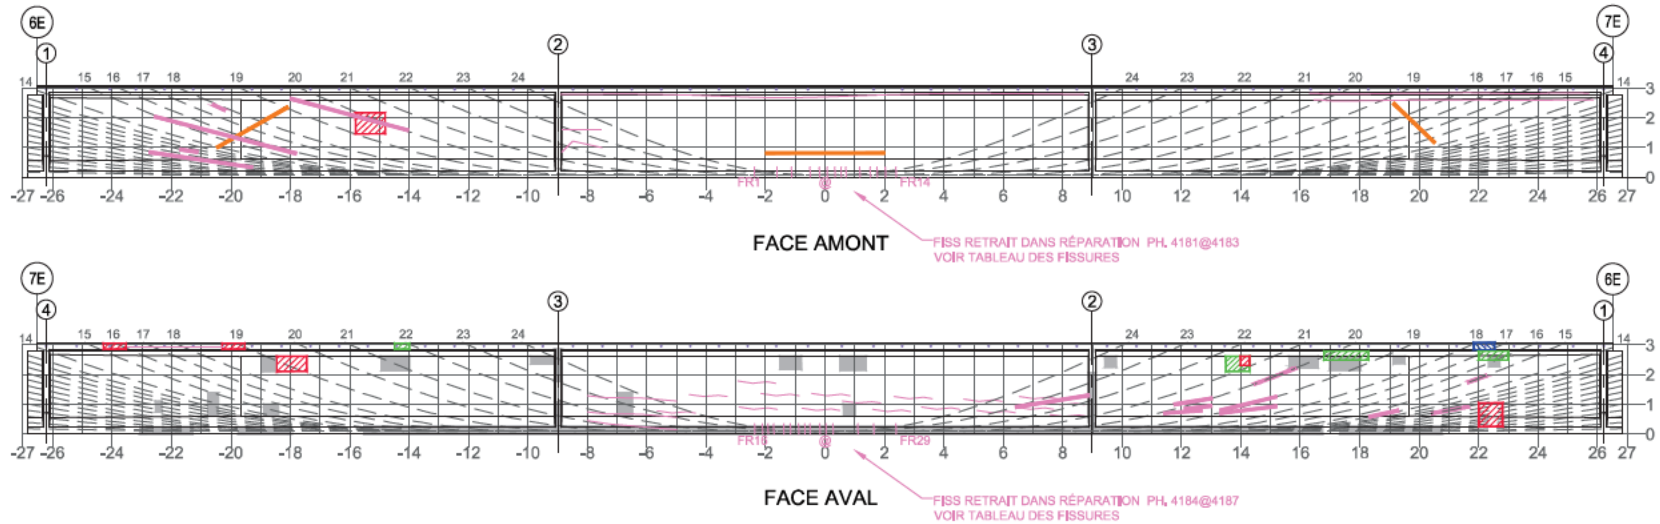 6E 7E
1 2 3 4
14 15 16 17 18 19 20 21 22 23 24 24 23 22 21 20 19 18 17 16 15 14
3
2
1
0
FR1 @ FR14
-27 -26 -24 -22 -20 -18 -16 -14 -12 -10 -8 -6 -4 -2 0 2 4 6 8 10 12 14 16 18 20 22 24 26 27
FACE AMONT
FISS RETRAIT DANS RÉPARATION PH. 4181@4183
VOIR TABLEAU DES FISSURES
7E 6E
4 3 2 1
14 15 16 17 18 19 20 21 22 23 24 24 23 22 21 20 19 18 17 16 15 14
3
2
1
0
FR16 @ FR29
-27 -26 -24 -22 -20 -18 -16 -14 -12 -10 -8 -6 -4 -2 0 2 4 6 8 10 12 14 16 18 20 22 24 26 27
FACE AVAL
FISS RETRAIT DANS RÉPARATION PH. 4184@4187
VOIR TABLEAU DES FISSURES